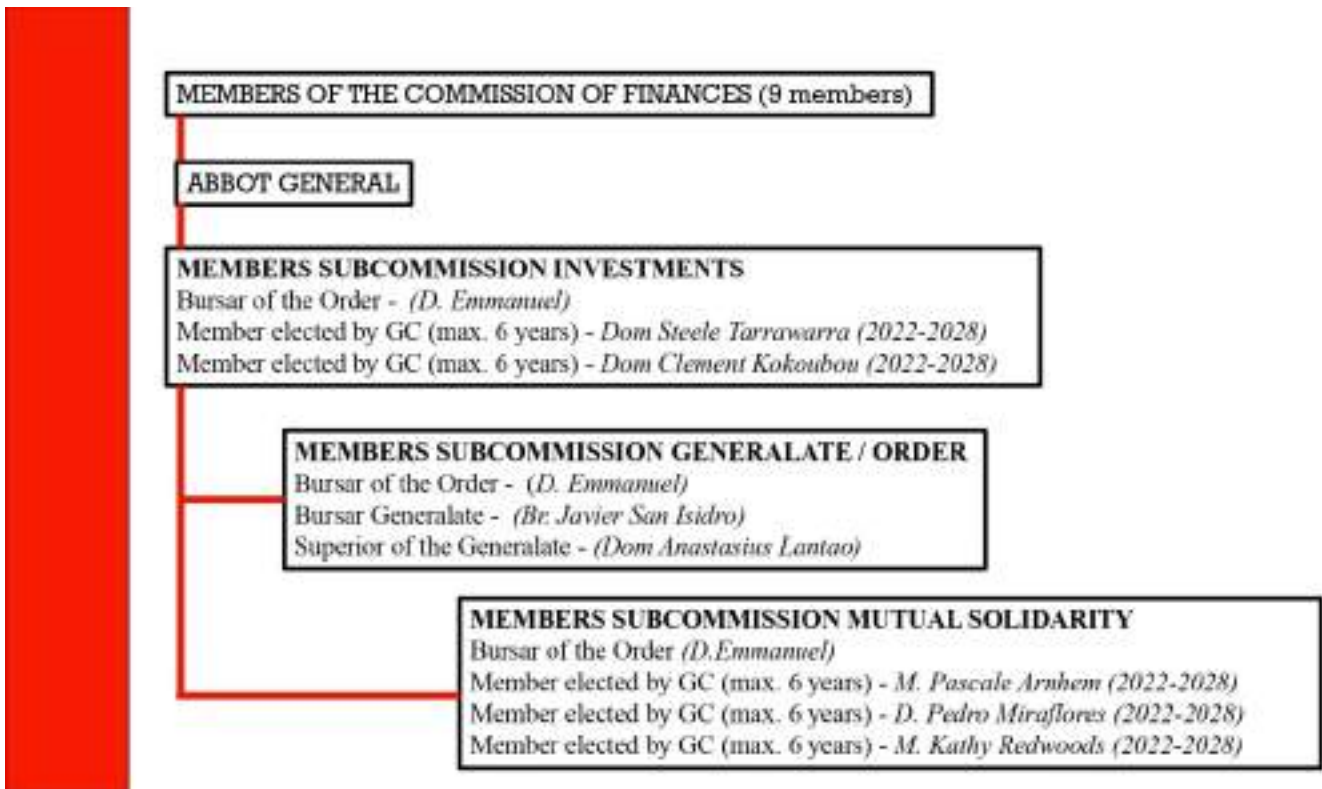 MEMBERS OF THE COMMISSION OF FINANCES (9 members)
ABBOT GENERAL
MEMBERS SUBCOMMISSION INVESTMENTS
Bursar of the Order - (D. Emmanuel)
Member elected by GC (max. 6 years) - Dom Steele Tarrawarra (2022-2028)
Member elected by GC (max. 6 years) - Dom Clement Kokoubou (2022-2028)
MEMBERS SUBCOMMISSION GENERALATE / ORDER
Bursar of the Order - (D. Emmanuel)
Bursar Generalate - (Br. Javier San Isidro)
Superior of the Generalate - (Dom Anastasius Lantao)
MEMBERS SUBCOMMISSION MUTUAL SOLIDARITY
Bursar of the Order (D.Emmanuel)
Member elected by GC (max. 6 years) - M. Pascale Arnhem (2022-2028)
Member elected by GC (max. 6 years) - D. Pedro Miraflores (2022-2028)
Member elected by GC (max. 6 years) - M. Kathy Redwoods (2022-2028)